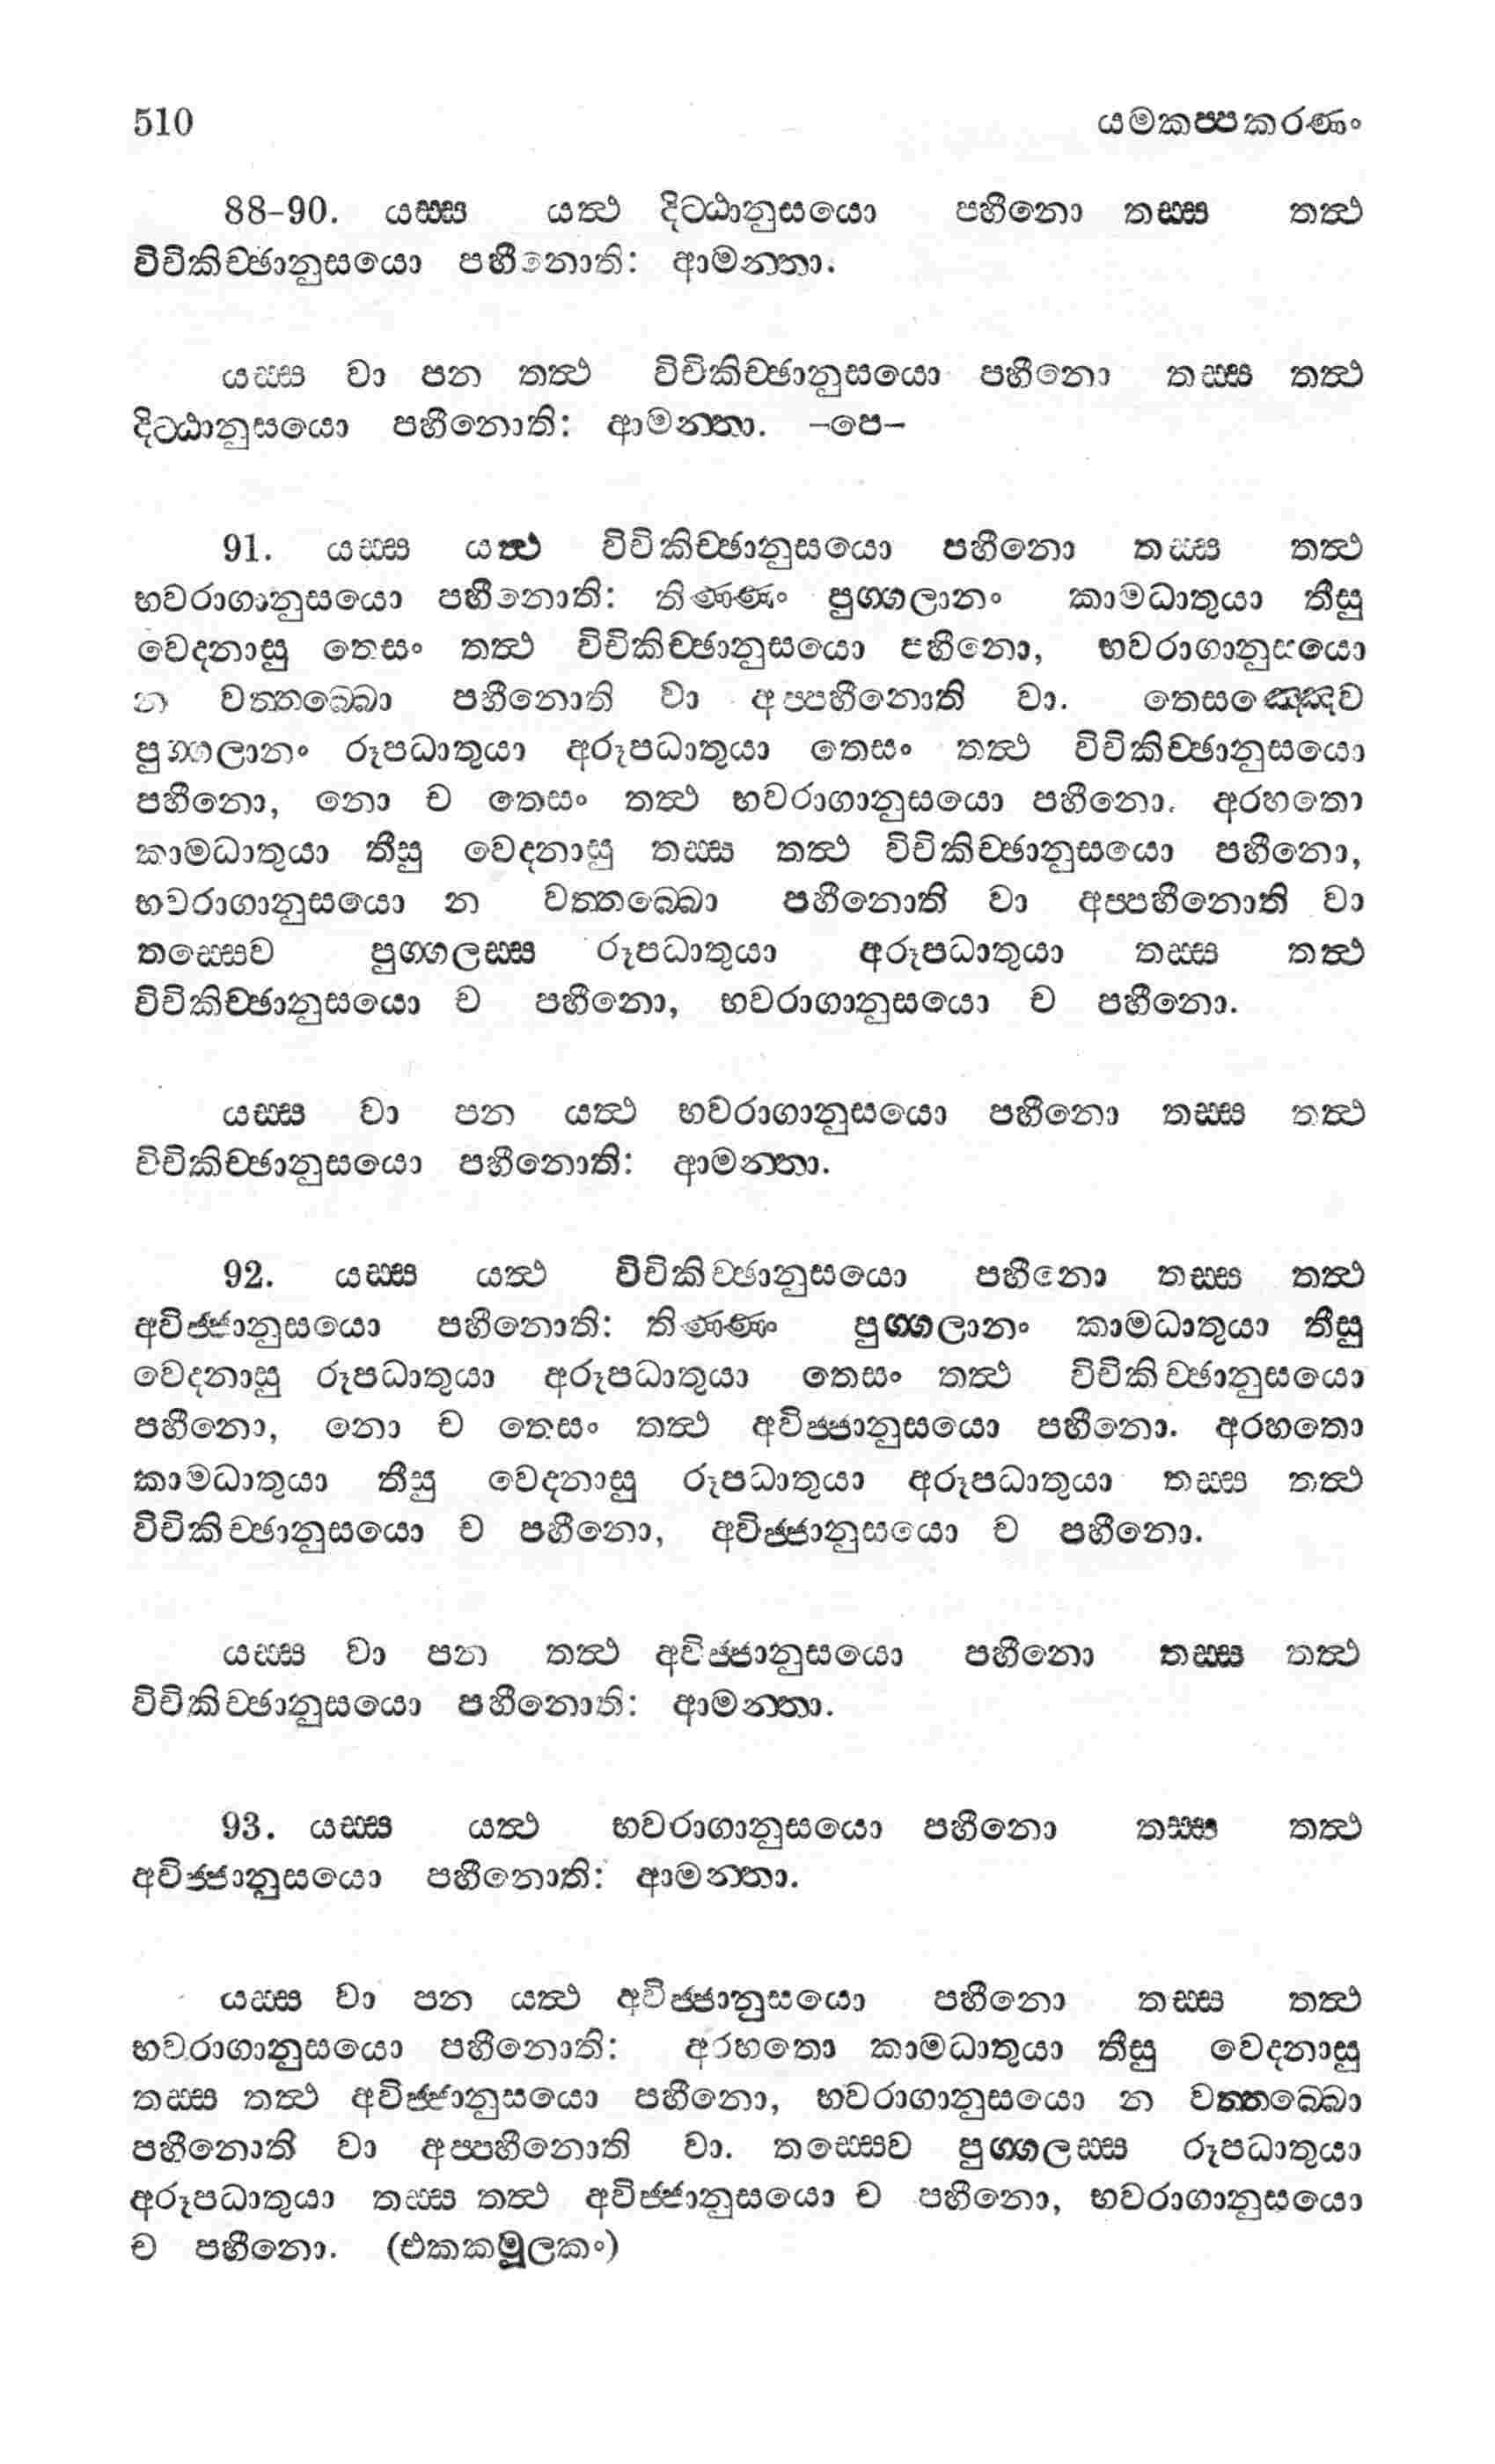 510 යමකප්පකරණං
88-90. යස්ස යත්ථ දිට්ඨානුසයො පහීනො තස්ස තත්ථ
විචිකිච්ඡානුසයො පහීනොති: ආමන්තා.
යස්ස වා පන තත්ථ විචිකිච්ඡානුසයො පහීනො තස්ස තත්ථ
දිට්ඨානුසයො පහීනොති: ආමන්තා. -පෙ-
91. යස්ස යත්ථ විචිකිච්ඡානුසයො පහීනො තස්ස තත්ථ
භවරාගානුසයො පහීනොති: තිණ්ණං පුග්ගලානං කාමධාතුයා තීසු
වෙදනාසු තෙසං තත්ථ විචිකිච්ඡානුසයො පහීනො, භවරාගානුසයො
න වත්තබ්බො පහීනොති වා අප්පහීනොති වා. තෙසඤ්ඤෙව
පුග්ගලානං රූපධාතුයා අරූපධාතුයා තෙසං තත්ථ විචිකිච්ඡානුසයො
පහීනො, නො ච තෙසං තත්ථ භවරාගානුසයො පහීනො. අරහතො
කාමධාතුයා තීසු වෙදනාසු තස්ස තත්ථ විචිකිච්ඡානුසයො පහීනො,
භවරාගානුසයො න වත්තබ්බො පහීනොති වා අප්පහීනොති වා
තස්සෙව පුග්ගලස්ස රූපධාතුයා අරූපධාතුයා තස්ස තත්ථ
විචිකිච්ඡානුසයො ච පහීනො, භවරාගානුසයො ච පහීනො.
යස්ස වා පන යත්ථ භවරාගානුසයො පහීනො තස්ස තත්ථ
විචිකිච්ඡානුසයො පහීනොති: ආමන්තා.
92. යස්ස යත්ථ විචිකිච්ඡානුසයො පහීනො තස්ස තත්ථ
අවිජ්ජානුසයො පහීනොති: තිණ්ණං පුග්ගලානං කාමධාතුයා තීසු
වෙදනාසු රූපධාතුයා අරූපධාතුයා තෙසං තත්ථ විචිකිච්ඡානුසයො
පහීනො, නො ච තෙසං තත්ථ අවිජ්ජානුසයො පහීනො. අරහතො
කාමධාතුයා තීසු වෙදනාසු රූපධාතුයා අරූපධාතුයා තස්ස තත්ථ
විචිකිච්ඡානුසයො ච පහීනො, අවිජ්ජානුසයො ච පහීනො.
යස්ස වා පන තත්ථ අවිජ්ජානුසයො පහීනො තස්ස තත්ථ
විචිකිච්ඡානුසයො පහීනොති: ආමන්තා.
93. යස්ස යත්ථ භවරාගානුසයො පහීනො තස්ස තත්ථ
අවිජ්ජානුසයො පහීනොති: ආමන්තා.
යස්ස වා පන යත්ථ අවිජ්ජානුසයො පහීනො තස්ස තත්ථ
භවරාගානුසයො පහීනොති: අරහතො කාමධාතුයා තීසු වෙදනාසු
තස්ස තත්ථ අවිජ්ජානුසයො පහීනො, භවරාගානුසයො න වත්තබ්බො
පහීනොති වා අප්පහීනොති වා. තස්සෙව පුග්ගලස්ස රූපධාතුයා
අරූපධාතුයා තස්ස තත්ථ අවිජ්ජානුසයො ච පහීනො, භවරාගානුසයො
ච පහීනො. (එකකමූලකං)